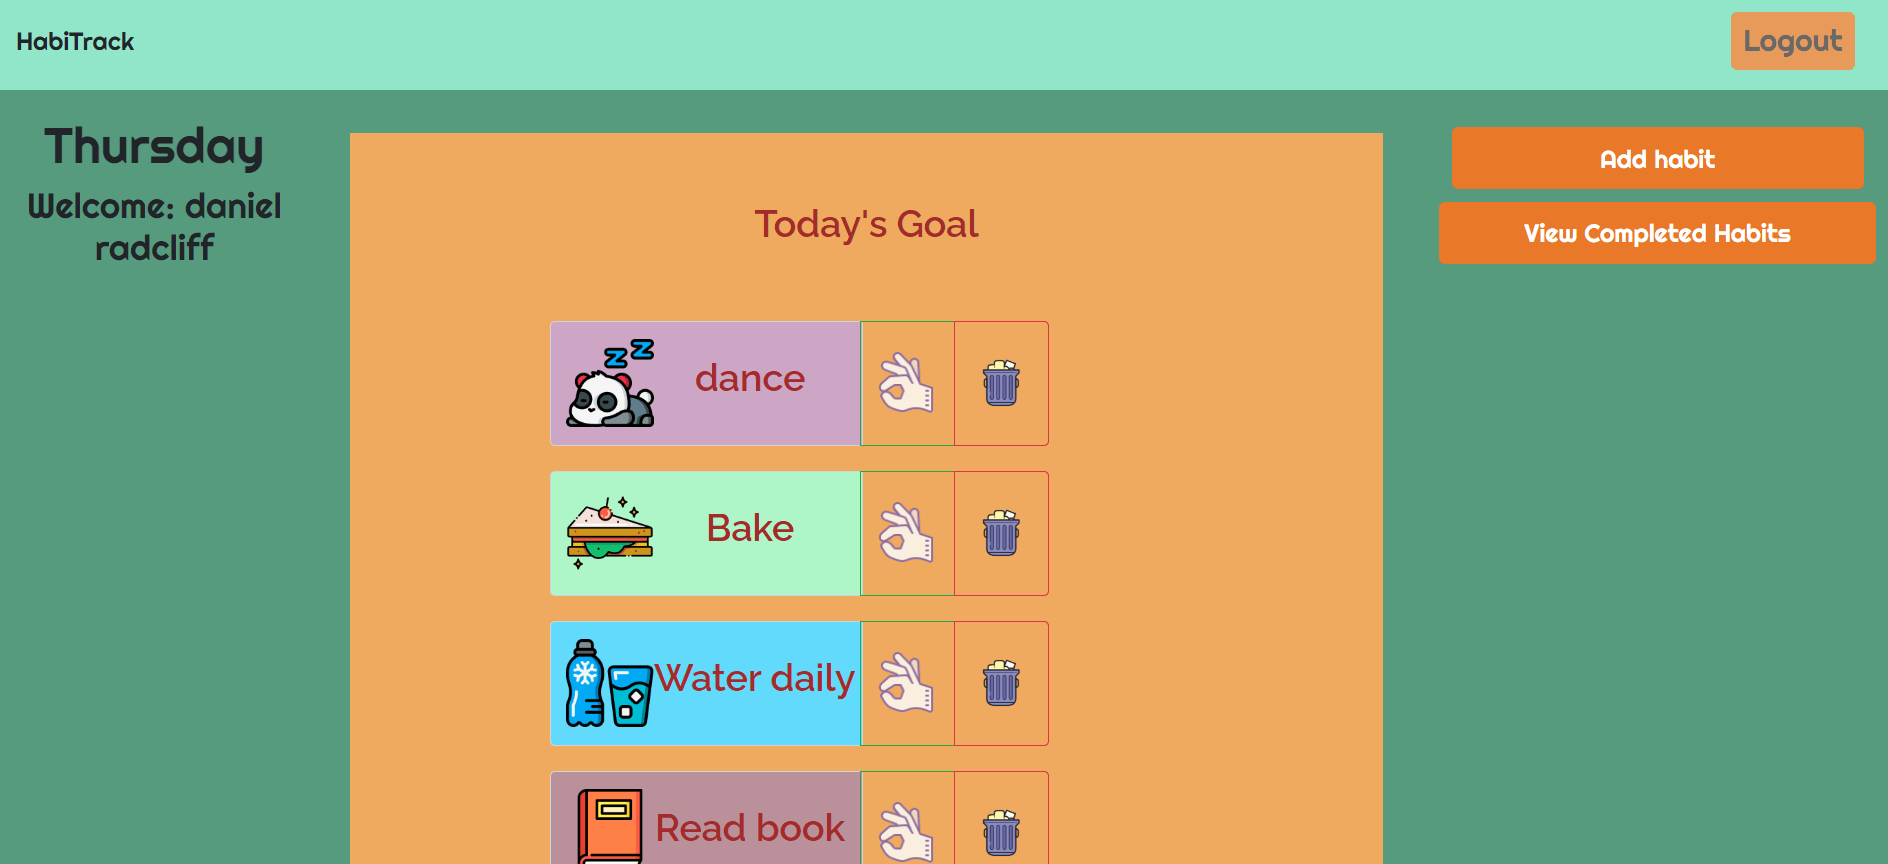 HabiTrack
Logout
Thursday
Welcome: daniel
radcliff
Add habit
View Completed Habits
Today's Goal
dance
Bake
Water daily
Read book